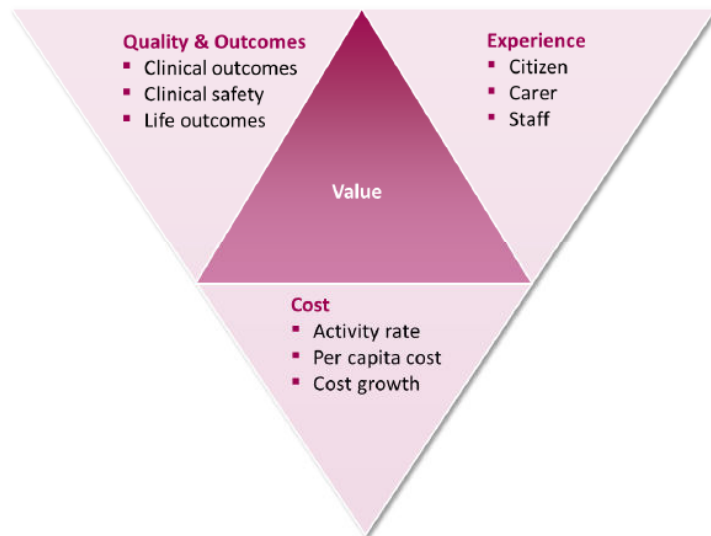 Quality & Outcomes
▪ Clinical outcomes
▪ Clinical safety
▪ Life outcomes
Experience
▪ Citizen
▪ Carer
▪ Staff
Value
Cost
▪ Activity rate
▪ Per capita cost
▪ Cost growth